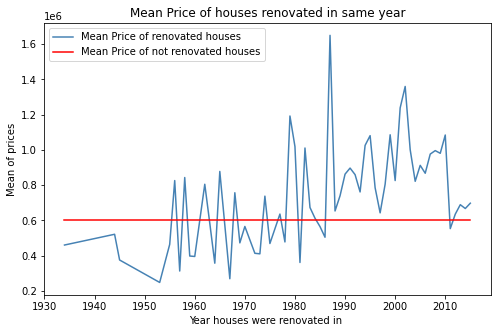 Mean Price of houses renovated in same year
1e6
Mean Price of renovated houses
Mean Price of not renovated houses
1.6
1.4
1.2
1.0
0.8
0.6
0.4
0.2
Mean of prices
1930 1940 1950 1960 1970 1980 1990 2000 2010
Year houses were renovated in